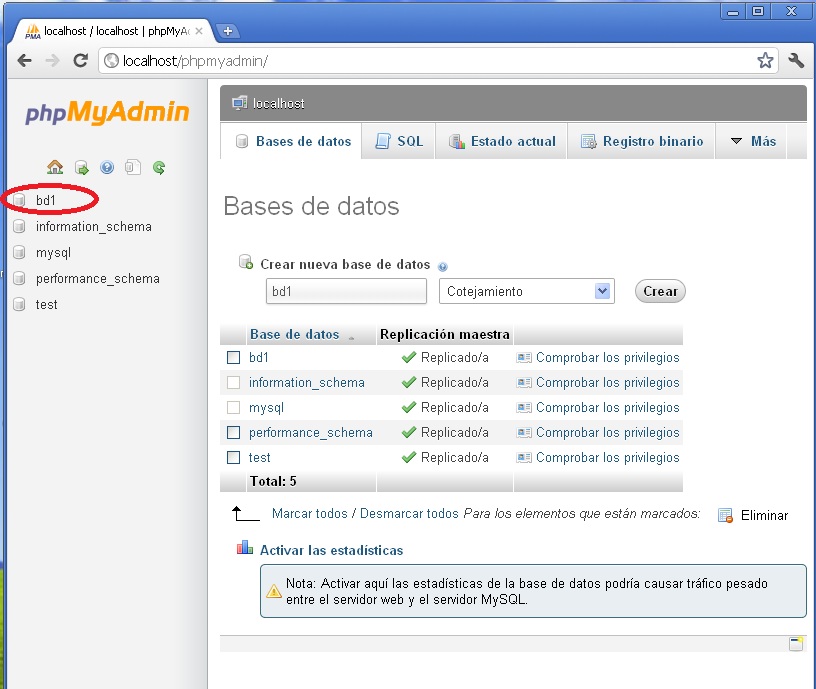 localhost / localhost | phpMyA
localhost/phpmyadmin/
phpMyAdmin
bd1
information_schema
mysql
performance_schema
test
localhost
Bases de datos SQL Estado actual Registro binario Más
Bases de datos
Crear nueva base de datos
bd1 Cotejamiento Crear
Base de datos Replicación maestra
bd1 Replicado/a Comprobar los privilegios
information_schema Replicado/a Comprobar los privilegios
mysql Replicado/a Comprobar los privilegios
performance_schema Replicado/a Comprobar los privilegios
test Replicado/a Comprobar los privilegios
Total: 5
Marcar todos / Desmarcar todos Para los elementos que están marcados: Eliminar
Activar las estadísticas
Nota: Activar aquí las estadísticas de la base de datos podría causar tráfico pesado
entre el servidor web y el servidor MySQL.